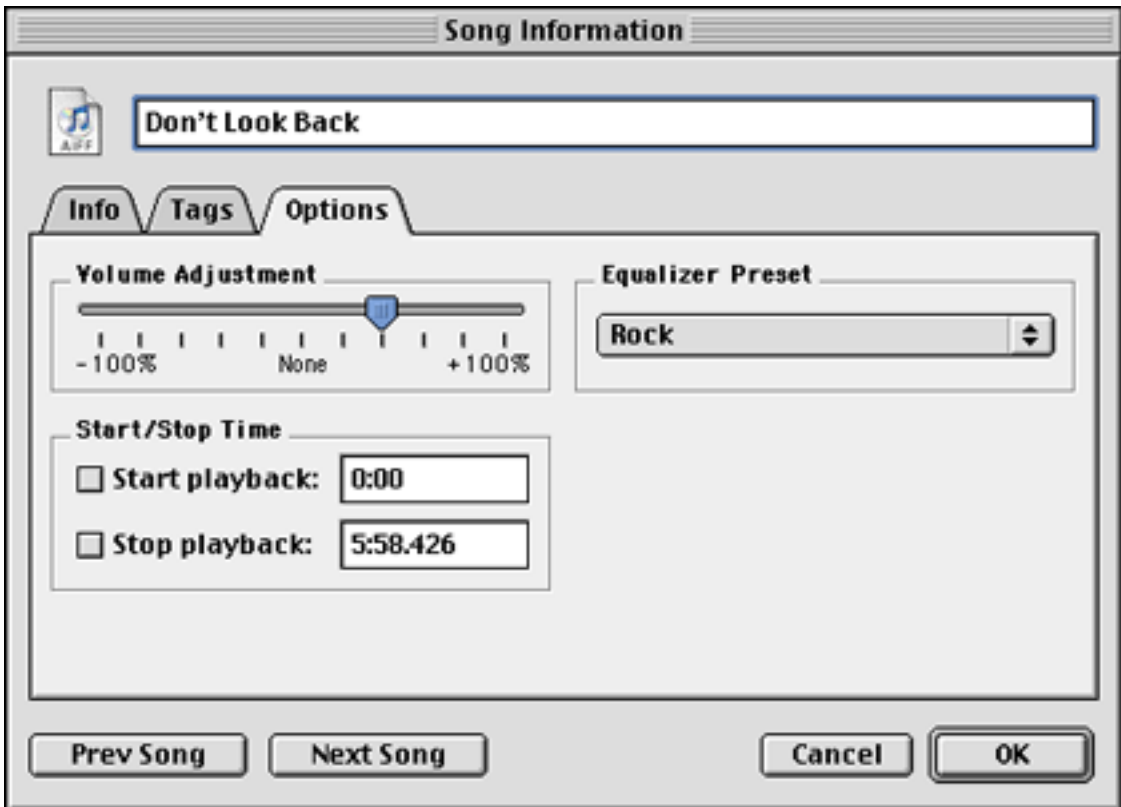 Song Information
AIFF
Don't Look Back
Info Tags Options
Volume Adjustment
-100% None +100%
Equalizer Preset
Rock
Start/Stop Time
Start playback: 0:00
Stop playback: 5:58.426
Prev Song Next Song Cancel OK